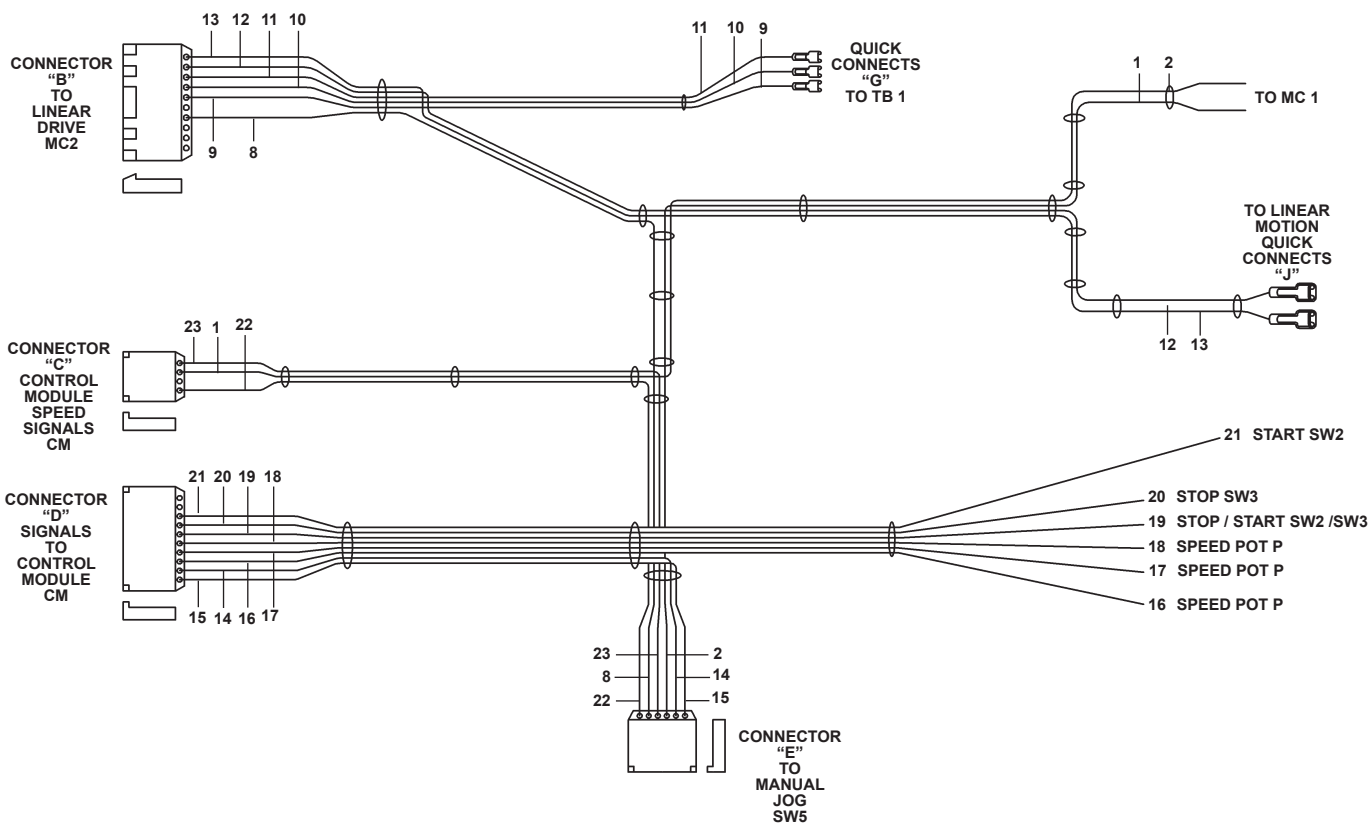 13 12 11 10
CONNECTOR
“B”
TO
LINEAR
DRIVE
MC2
9 8
11 10 9
QUICK
CONNECTS
“G”
TO TB 1
1 2
TO MC 1
TO LINEAR
MOTION
QUICK
CONNECTS
“J”
12 13
23 1 22
CONNECTOR
“C”
CONTROL
MODULE
SPEED
SIGNALS
CM
21 20 19 18
CONNECTOR
“D”
SIGNALS
TO
CONTROL
MODULE
CM
15 14 16 17
21 START SW2
20 STOP SW3
19 STOP / START SW2 /SW3
18 SPEED POT P
17 SPEED POT P
16 SPEED POT P
23 2
8 14
22 15
CONNECTOR
“E”
TO
MANUAL
JOG
SW5